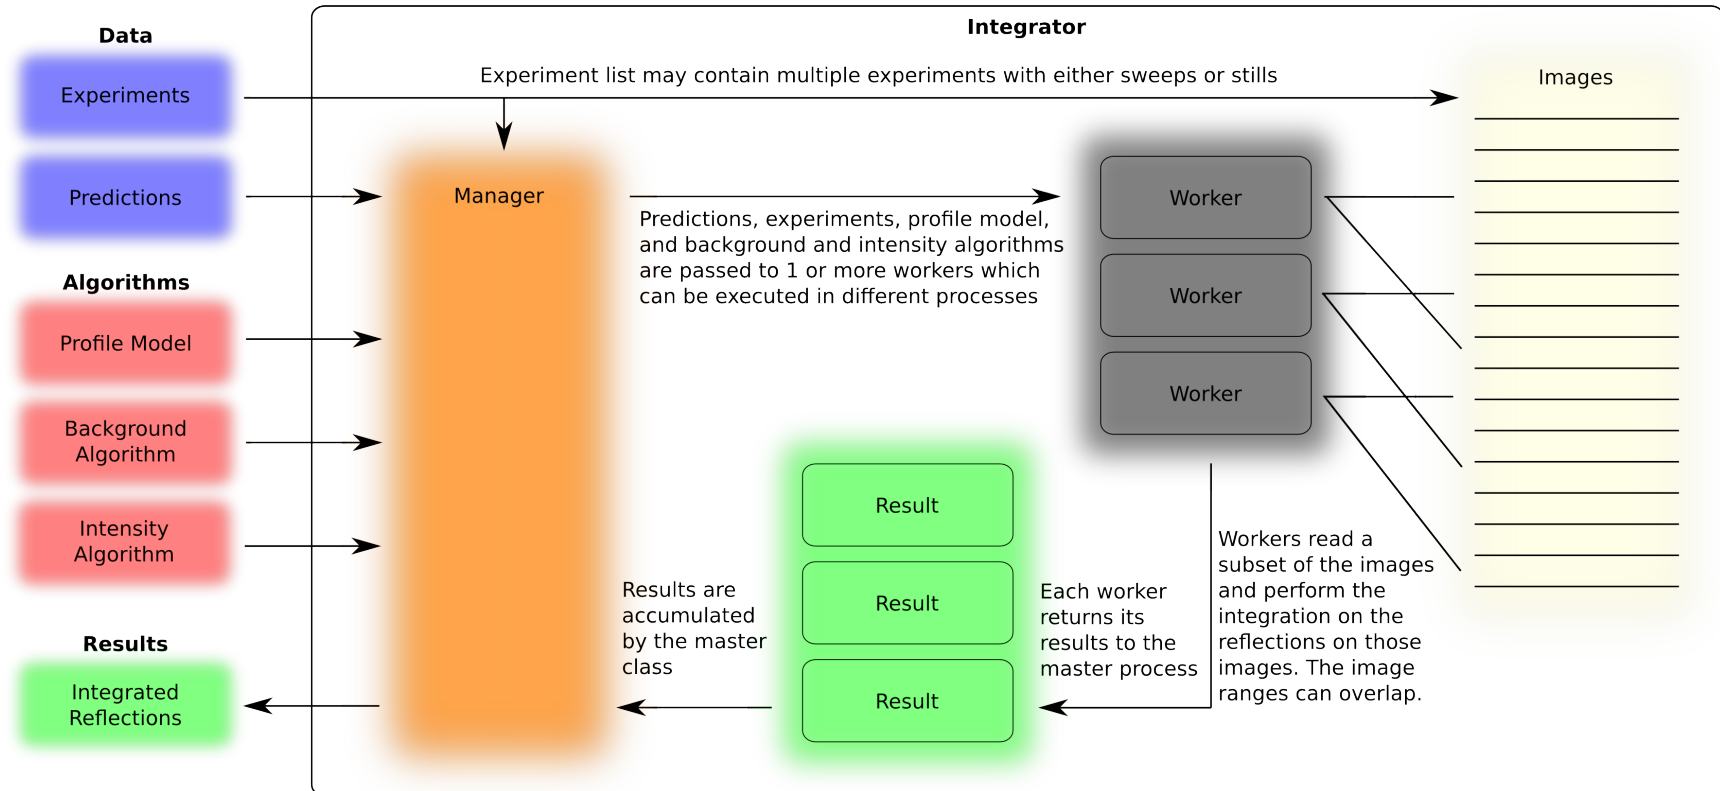 Data
Experiments
Predictions
Algorithms
Profile Model
Background
Algorithm
Intensity
Algorithm
Results
Integrated
Reflections
Integrator
Experiment list may contain multiple experiments with either sweeps or stills
Manager
Predictions, experiments, profile model,
and background and intensity algorithms
are passed to 1 or more workers which
can be executed in different processes
Worker
Worker
Worker
Images
Workers read a
subset of the images
and perform the
integration on the
reflections on those
images. The image
ranges can overlap.
Each worker
returns its
results to the
master process
Result
Result
Result
Results are
accumulated
by the master
class